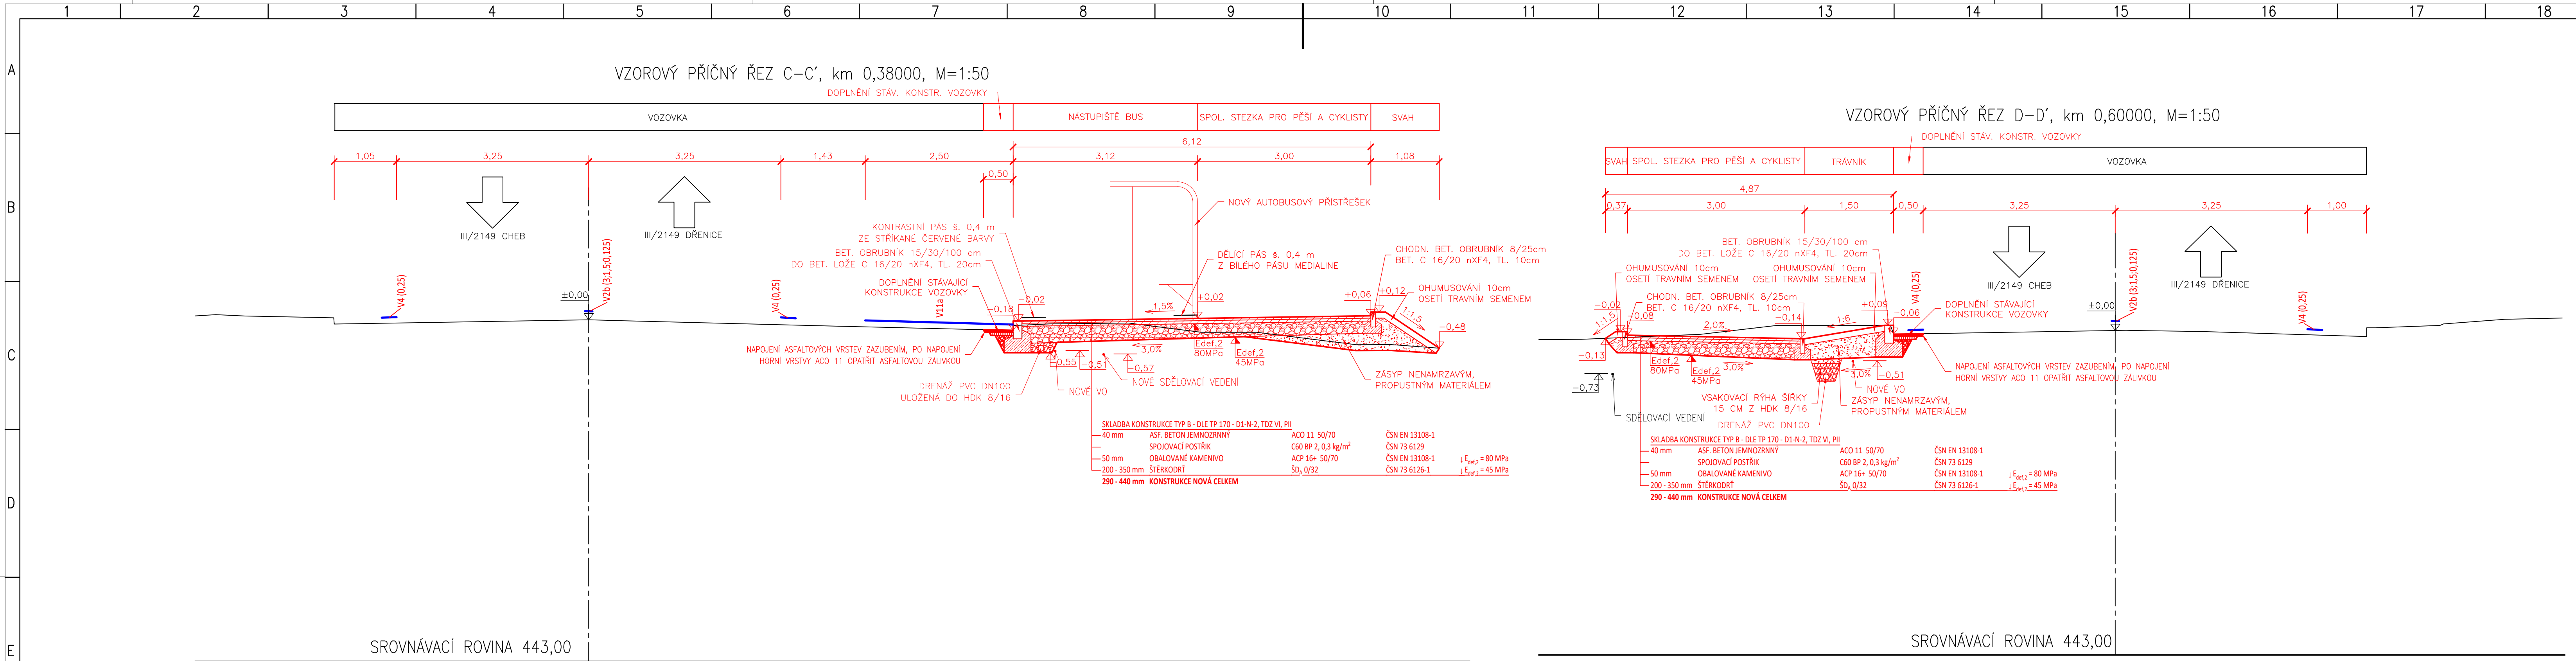 1 2 3 4 5 6 7 8 9 10 11 12 13 14 15 16 17 18
A
B
C
D
E
VZOROVÝ PŘÍČNÝ ŘEZ C-C´, km 0,38000, M=1:50
DOPLNĚNÍ STÁV. KONSTR. VOZOVKY
VOZOVKA
NÁSTUPIŠTĚ BUS
SPOL. STEZKA PRO PĚŠÍ A CYKLISTY
SVAH
6,12
1,05 3,25 3,25 1,43 2,50 3,12 3,00 1,08
0,50
III/2149 CHEB
III/2149 DŘENICE
NOVÝ AUTOBUSOVÝ PŘÍSTŘEŠEK
KONTRASTNÍ PÁS š. 0,4 m
ZE STŘÍKANÉ ČERVENÉ BARVY
BET. OBRUBNÍK 15/30/100 cm
DO BET. LOŽE C 16/20 nXF4, TL. 20cm
DOPLNĚNÍ STÁVAJÍCÍ
KONSTRUKCE VOZOVKY
DĚLÍCÍ PÁS š. 0,4 m
Z BÍLÉHO PÁSU MEDIALINE
CHODN. BET. OBRUBNÍK 8/25cm
BET. C 16/20 nXF4, TL. 10cm
OHUMUSOVÁNÍ 10cm
OSETÍ TRAVNÍM SEMENEM
V4 (0,25)
±0,00
V2b (3;1,5;0,125)
V4 (0,25)
V11a
-0,18
-0,02
1,5%
+0,02
+0,06
+0,12
1:1,5
-0,48
NAPOJENÍ ASFALTOVÝCH VRSTEV ZAZUBENÍM, PO NAPOJENÍ
HORNÍ VRSTVY ACO 11 OPATŘIT ASFALTOVOU ZÁLIVKOU
3,0%
Edef,2
80MPa
Edef,2
45MPa
-0,55
-0,51
-0,57
DRENÁŽ PVC DN100
ULOŽENÁ DO HDK 8/16
NOVÉ VO
NOVÉ SDĚLOVACÍ VEDENÍ
ZÁSYP NENAMRZAVÝM,
PROPUSTNÝM MATERIÁLEM
SKLADBA KONSTRUKCE TYP B - DLE TP 170 - D1-N-2, TDZ VI, PII
40 mm ASF. BETON JEMNOZRNNÝ ACO 11 50/70 ČSN EN 13108-1
SPOJOVACÍ POSTŘIK C60 BP 2, 0,3 kg/m² ČSN 73 6129
50 mm OBALOVANÉ KAMENIVO ACP 16+ 50/70 ČSN EN 13108-1 ¡ Edef,2 = 80 MPa
200 - 350 mm ŠTĚRKODRŤ ŠDA 0/32 ČSN 73 6126-1 ¡ Edef,2 = 45 MPa
290 - 440 mm KONSTRUKCE NOVÁ CELKEM
SROVNÁVACÍ ROVINA 443,00
VZOROVÝ PŘÍČNÝ ŘEZ D-D´, km 0,60000, M=1:50
DOPLNĚNÍ STÁV. KONSTR. VOZOVKY
SVAH
SPOL. STEZKA PRO PĚŠÍ A CYKLISTY
TRÁVNÍK
VOZOVKA
4,87
0,37 3,00 1,50 0,50 3,25 3,25 1,00
III/2149 CHEB
III/2149 DŘENICE
BET. OBRUBNÍK 15/30/100 cm
DO BET. LOŽE C 16/20 nXF4, TL. 20cm
OHUMUSOVÁNÍ 10cm
OSETÍ TRAVNÍM SEMENEM
OHUMUSOVÁNÍ 10cm
OSETÍ TRAVNÍM SEMENEM
CHODN. BET. OBRUBNÍK 8/25cm
BET. C 16/20 nXF4, TL. 10cm
DOPLNĚNÍ STÁVAJÍCÍ
KONSTRUKCE VOZOVKY
V4 (0,25)
±0,00
V2b (3;1,5;0,125)
V4 (0,25)
-0,02
-0,08
1:1,5
2,0%
-0,14
1:6
+0,09
-0,06
-0,13
Edef,2
80MPa
Edef,2
45MPa
3,0%
3,0%
-0,51
-0,73
NOVÉ VO
SDĚLOVACÍ VEDENÍ
VSAKOVACÍ RÝHA ŠÍŘKY
15 CM Z HDK 8/16
DRENÁŽ PVC DN100
ZÁSYP NENAMRZAVÝM,
PROPUSTNÝM MATERIÁLEM
NAPOJENÍ ASFALTOVÝCH VRSTEV ZAZUBENÍM, PO NAPOJENÍ
HORNÍ VRSTVY ACO 11 OPATŘIT ASFALTOVOU ZÁLIVKOU
SKLADBA KONSTRUKCE TYP B - DLE TP 170 - D1-N-2, TDZ VI, PII
40 mm ASF. BETON JEMNOZRNNÝ ACO 11 50/70 ČSN EN 13108-1
SPOJOVACÍ POSTŘIK C60 BP 2, 0,3 kg/m² ČSN 73 6129
50 mm OBALOVANÉ KAMENIVO ACP 16+ 50/70 ČSN EN 13108-1 ¡ Edef,2 = 80 MPa
200 - 350 mm ŠTĚRKODRŤ ŠDA 0/32 ČSN 73 6126-1 ¡ Edef,2 = 45 MPa
290 - 440 mm KONSTRUKCE NOVÁ CELKEM
SROVNÁVACÍ ROVINA 443,00